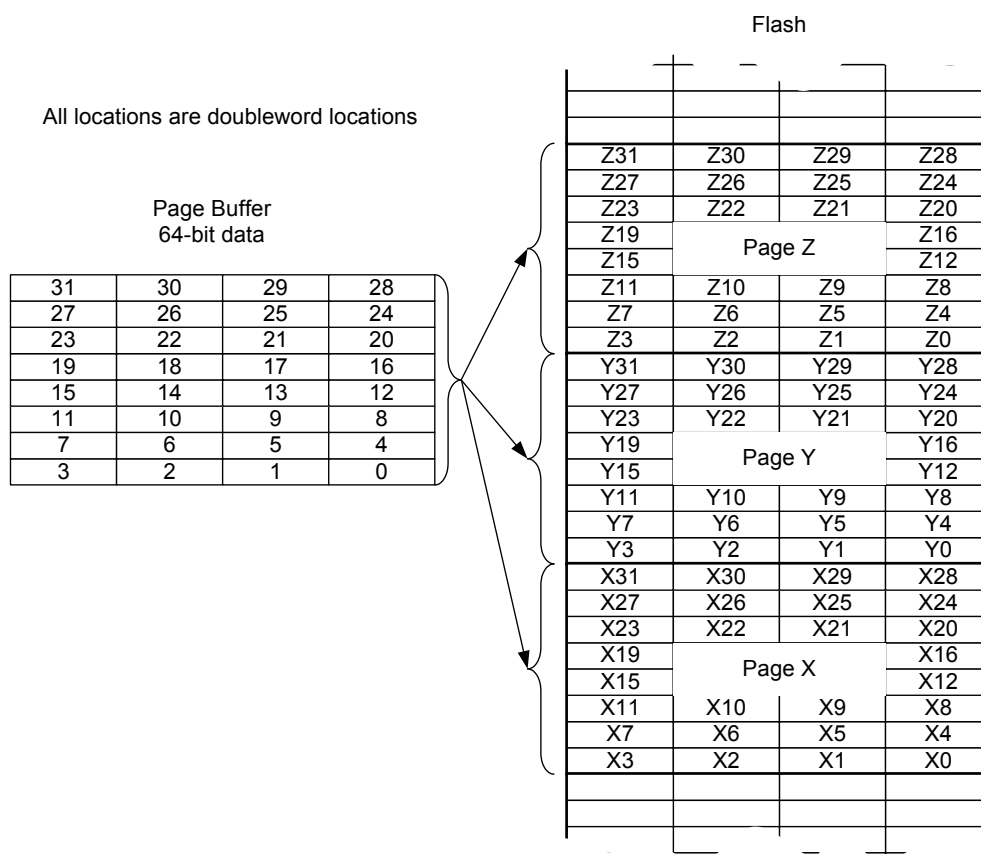 Flash
All locations are doubleword locations
Page Buffer
64-bit data
31 30 29 28
27 26 25 24
23 22 21 20
19 18 17 16
15 14 13 12
11 10 9 8
7 6 5 4
3 2 1 0
Z31 Z30 Z29 Z28
Z27 Z26 Z25 Z24
Z23 Z22 Z21 Z20
Z19 Z16
Page Z
Z15 Z12
Z11 Z10 Z9 Z8
Z7 Z6 Z5 Z4
Z3 Z2 Z1 Z0
Y31 Y30 Y29 Y28
Y27 Y26 Y25 Y24
Y23 Y22 Y21 Y20
Y19 Y16
Page Y
Y15 Y12
Y11 Y10 Y9 Y8
Y7 Y6 Y5 Y4
Y3 Y2 Y1 Y0
X31 X30 X29 X28
X27 X26 X25 X24
X23 X22 X21 X20
X19 X16
Page X
X15 X12
X11 X10 X9 X8
X7 X6 X5 X4
X3 X2 X1 X0